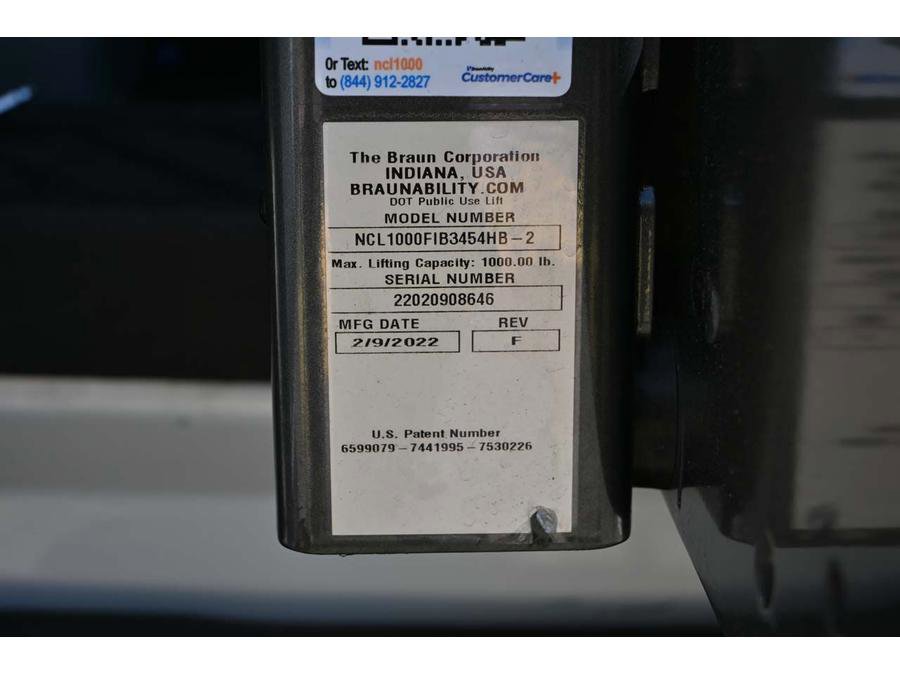 Or Text: ncl1000
to (844) 912-2827
BraunAbility
CustomerCare+
The Braun Corporation
INDIANA, USA
BRAUNABILITY.COM
DOT Public Use Lift
MODEL NUMBER
NCL1000FIB3454HB-2
Max. Lifting Capacity: 1000.00 lb.
SERIAL NUMBER
22020908646
MFG DATE REV
2/9/2022 F
U.S. Patent Number
6599079-7441995-7530226